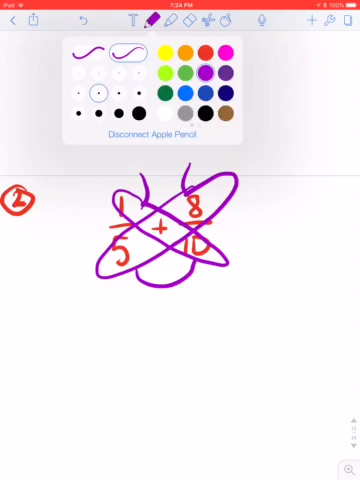 iPad
7:24 PM
100%
T
Disconnect Apple Pencil
2
1/5 + 8/10